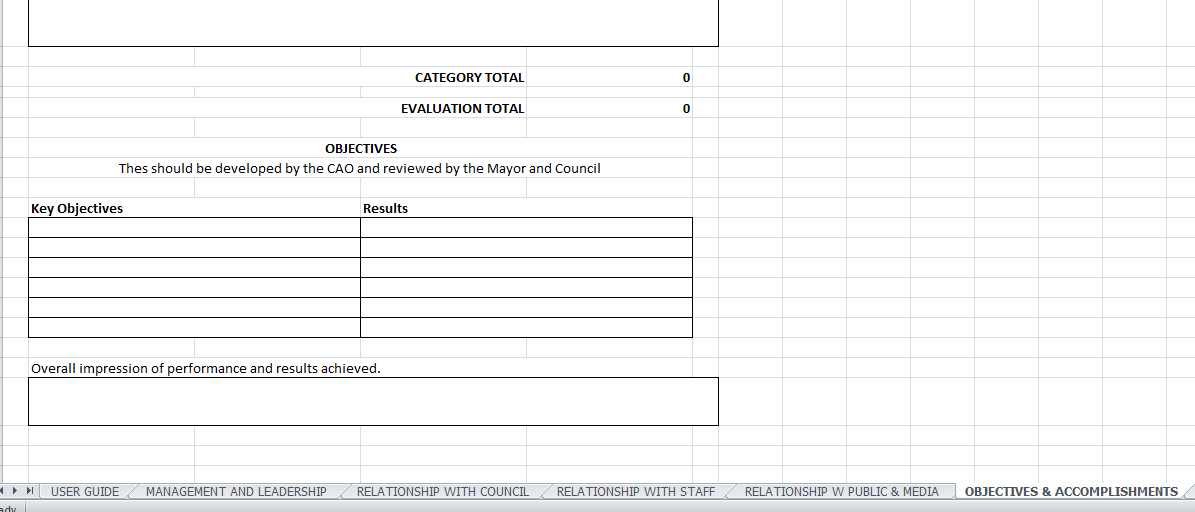 CATEGORY TOTAL 0
EVALUATION TOTAL 0
OBJECTIVES
Thes should be developed by the CAO and reviewed by the Mayor and Council
Key Objectives Results
Overall impression of performance and results achieved.
USER GUIDE MANAGEMENT AND LEADERSHIP RELATIONSHIP WITH COUNCIL RELATIONSHIP WITH STAFF RELATIONSHIP W PUBLIC & MEDIA OBJECTIVES & ACCOMPLISHMENTS